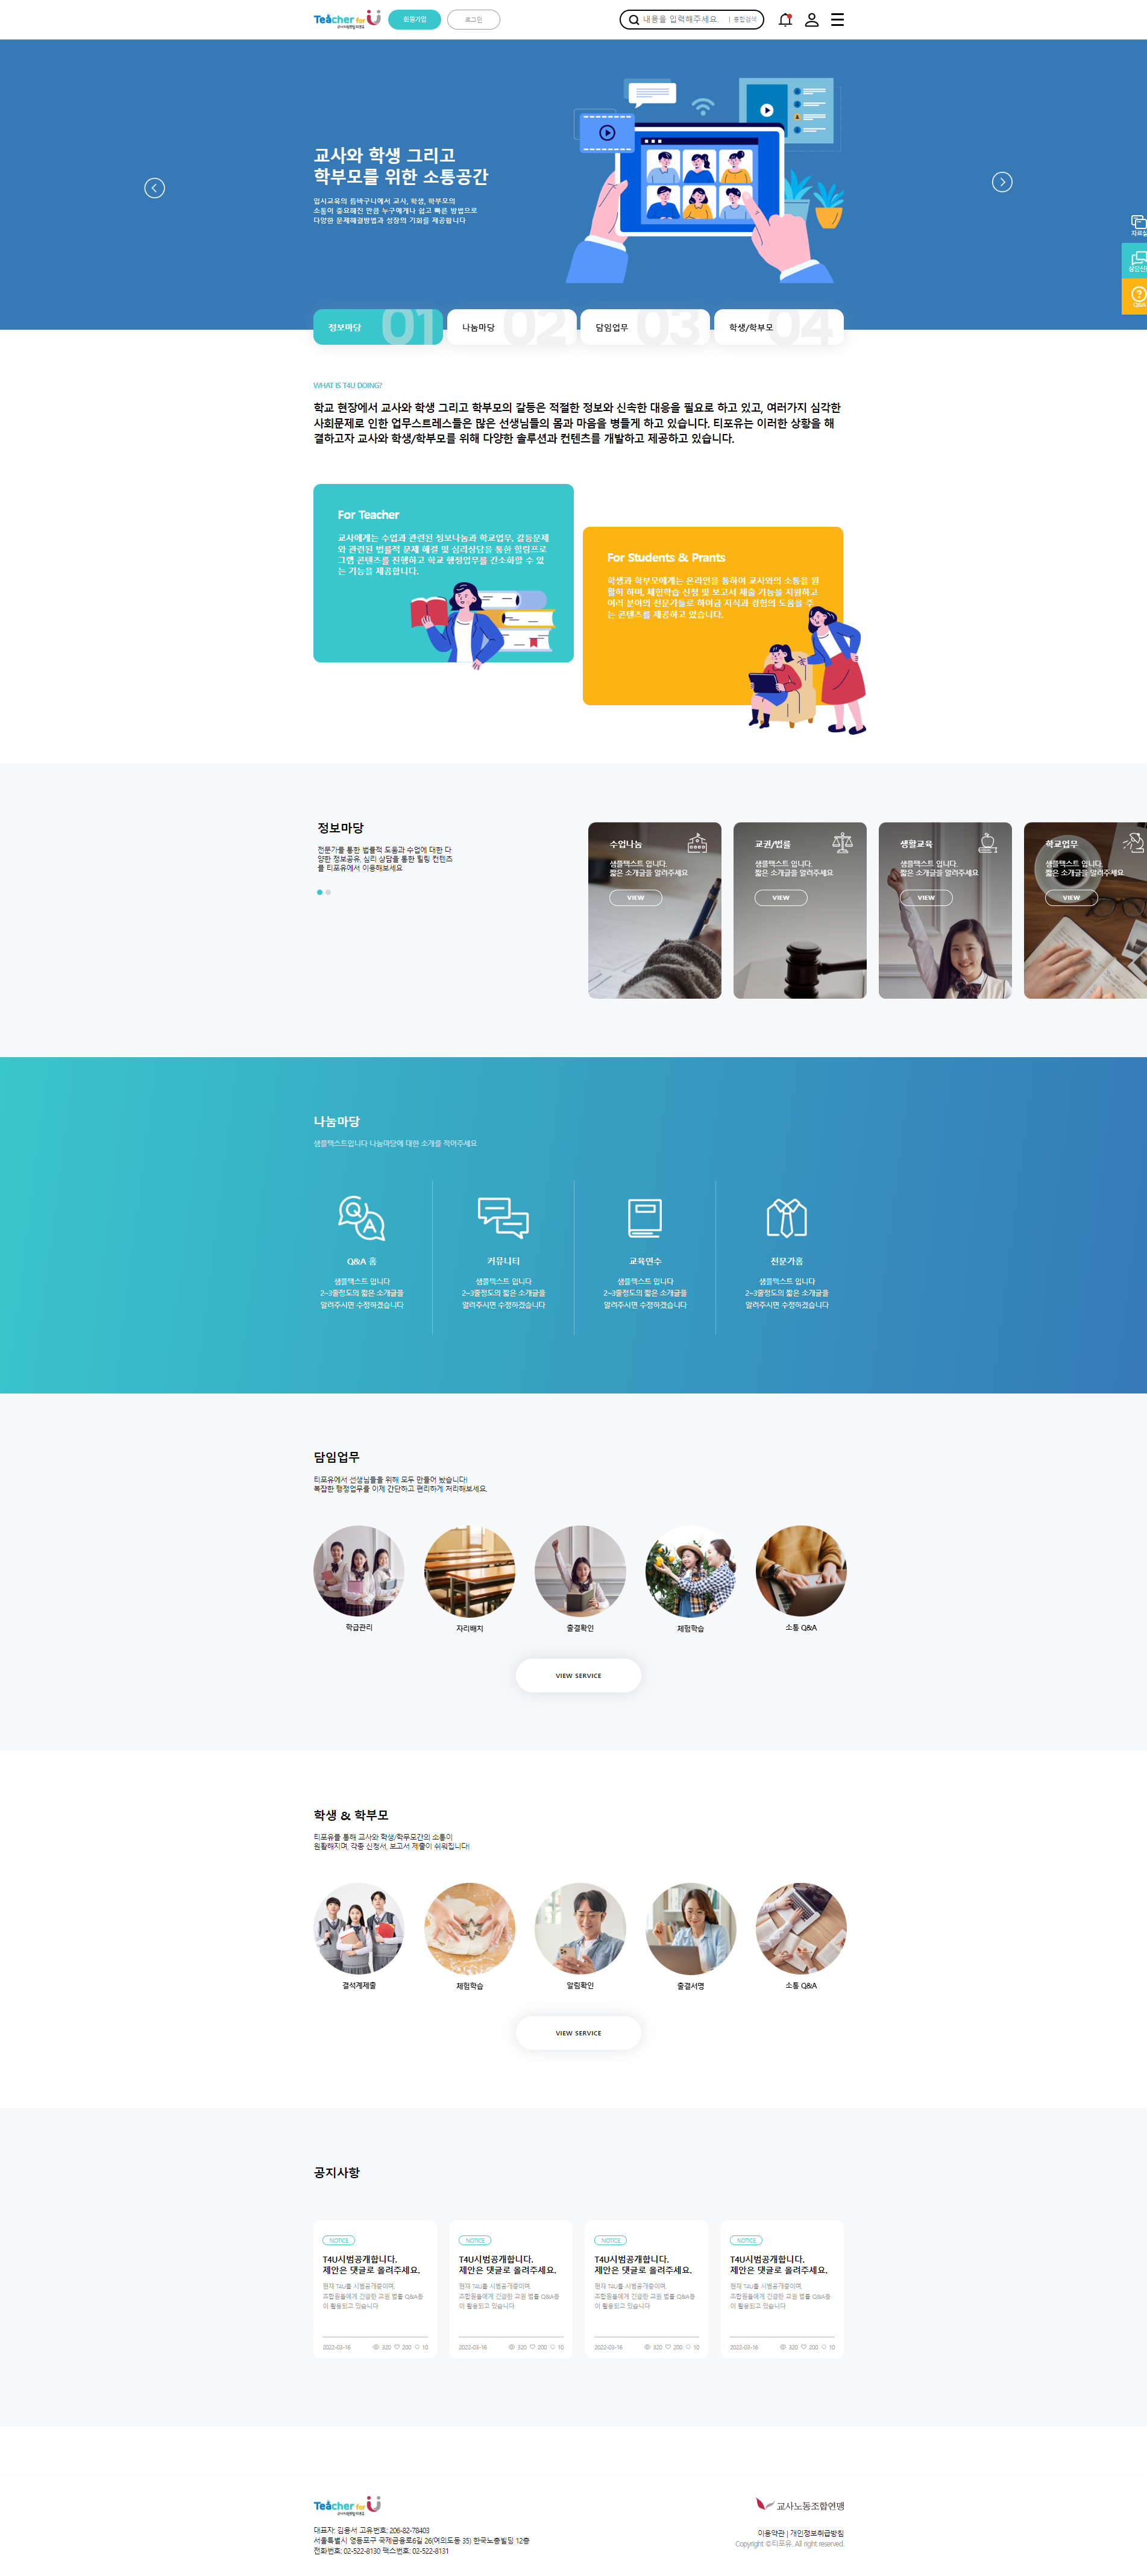 Teacher for U
교사지원전문 티포유
회원가입
로그인
내용을 입력해주세요.
| 통합검색
교사와 학생 그리고
학부모를 위한 소통공간
입시교육의 틈바구니에서 교사, 학생, 학부모의
소통이 중요해진 만큼 누구에게나 쉽고 빠른 방법으로
다양한 문제해결방법과 성장의 기회를 제공합니다
자료실
상담신청
Q&A
정보마당
01
나눔마당
02
담임업무
03
학생/학부모
04
WHAT IS T4U DOING?
학교 현장에서 교사와 학생 그리고 학부모의 갈등은 적절한 정보와 신속한 대응을 필요로 하고 있고, 여러가지 심각한
사회문제로 인한 업무스트레스들은 많은 선생님들의 몸과 마음을 병들게 하고 있습니다. 티포유는 이러한 상황을 해
결하고자 교사와 학생/학부모를 위해 다양한 솔루션과 컨텐츠를 개발하고 제공하고 있습니다.
For Teacher
교사에게는 수업과 관련된 정보나눔과 학교업무, 갈등문제
와 관련된 법률적 문제 해결 및 심리상담을 통한 힐링프로
그램 콘텐츠를 진행하고 학교 행정업무를 간소화할 수 있
는 기능을 제공합니다.
For Students & Prants
학생과 학부모에게는 온라인을 통하여 교사와의 소통을 원
활히 하며, 체험학습 신청 및 보고서 제출 기능을 지원하고
여러 분야의 전문가들로 하여금 지식과 경험의 도움을 주
는 콘텐츠를 제공하고 있습니다.
정보마당
전문가를 통한 법률적 도움과 수업에 대한 다
양한 정보공유, 심리 상담을 통한 힐링 컨텐츠
를 티포유에서 이용해보세요
수업나눔
샘플텍스트 입니다.
짧은 소개글을 알려주세요
VIEW
교권/법률
샘플텍스트 입니다.
짧은 소개글을 알려주세요
VIEW
생활교육
샘플텍스트 입니다.
짧은 소개글을 알려주세요
VIEW
학교업무
샘플텍스트 입니다.
짧은 소개글을 알려주세요
VIEW
나눔마당
샘플텍스트입니다 나눔마당에 대한 소개를 적어주세요
Q&A 홈
샘플텍스트 입니다
2~3줄정도의 짧은 소개글을
알려주시면 수정하겠습니다
커뮤니티
샘플텍스트 입니다
2~3줄정도의 짧은 소개글을
알려주시면 수정하겠습니다
교육연수
샘플텍스트 입니다
2~3줄정도의 짧은 소개글을
알려주시면 수정하겠습니다
전문가홈
샘플텍스트 입니다
2~3줄정도의 짧은 소개글을
알려주시면 수정하겠습니다
담임업무
티포유에서 선생님들을 위해 모두 만들어 놨습니다!
복잡한 행정업무를 이제 간단하고 편리하게 처리해보세요.
학급관리
자리배치
출결확인
체험학습
소통 Q&A
VIEW SERVICE
학생 & 학부모
티포유를 통해 교사와 학생/학부모간의 소통이
원활해지며, 각종 신청서, 보고서 제출이 쉬워집니다!
결석계제출
체험학습
알림확인
출결서명
소통 Q&A
VIEW SERVICE
공지사항
NOTICE
T4U시범공개합니다.
제안은 댓글로 올려주세요.
현재 T4U를 시범공개중이며,
조합원들에게 긴급한 교권 법률 Q&A등
이 활용되고 있습니다
2022-03-16
320
200
10
NOTICE
T4U시범공개합니다.
제안은 댓글로 올려주세요.
현재 T4U를 시범공개중이며,
조합원들에게 긴급한 교권 법률 Q&A등
이 활용되고 있습니다
2022-03-16
320
200
10
NOTICE
T4U시범공개합니다.
제안은 댓글로 올려주세요.
현재 T4U를 시범공개중이며,
조합원들에게 긴급한 교권 법률 Q&A등
이 활용되고 있습니다
2022-03-16
320
200
10
NOTICE
T4U시범공개합니다.
제안은 댓글로 올려주세요.
현재 T4U를 시범공개중이며,
조합원들에게 긴급한 교권 법률 Q&A등
이 활용되고 있습니다
2022-03-16
320
200
10
Teacher for U
교사지원전문 티포유
교사노동조합연맹
대표자: 김용서 고유번호: 206-82-78403
서울특별시 영등포구 국제금융로6길 26(여의도동 35) 한국노총빌딩 12층
전화번호: 02-522-8130 팩스번호: 02-522-8131
이용약관 | 개인정보취급방침
Copyright ©티포유. All right reserved.